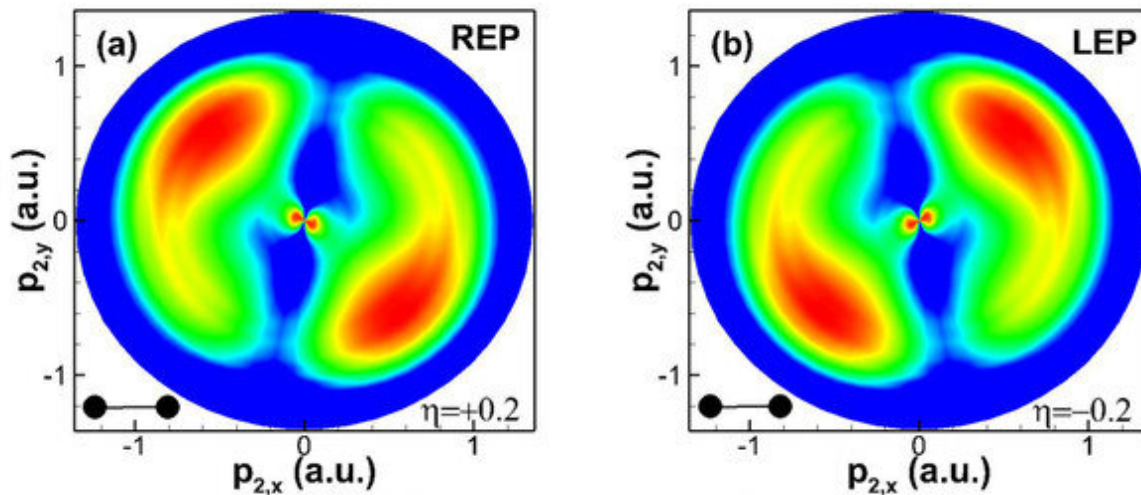 (a) REP
1
0
-1
p2,y (a.u.)
η=+0.2
-1 0 1
p2,x (a.u.)
(b) LEP
1
0
-1
p2,y (a.u.)
η=−0.2
-1 0 1
p2,x (a.u.)